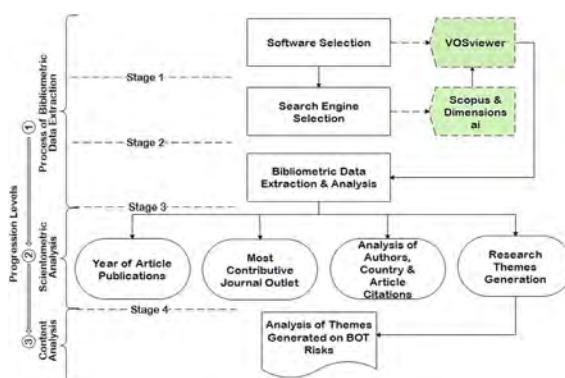 Software Selection
VOSviewer
Stage 1
Search Engine
Selection
Scopus &
Dimensions
ai
Stage 2
Bibliometric Data
Extraction & Analysis
Stage 3
Year of Article
Publications
Most
Contributive
Journal Outlet
Analysis of
Authors,
Country &
Article
Citations
Research
Themes
Generation
Stage 4
Analysis of Themes
Generated on BOT
Risks
Progression Levels
1
Process of Bibliometric
Data Extraction
2
Scientometric
Analysis
3
Content
Analysis